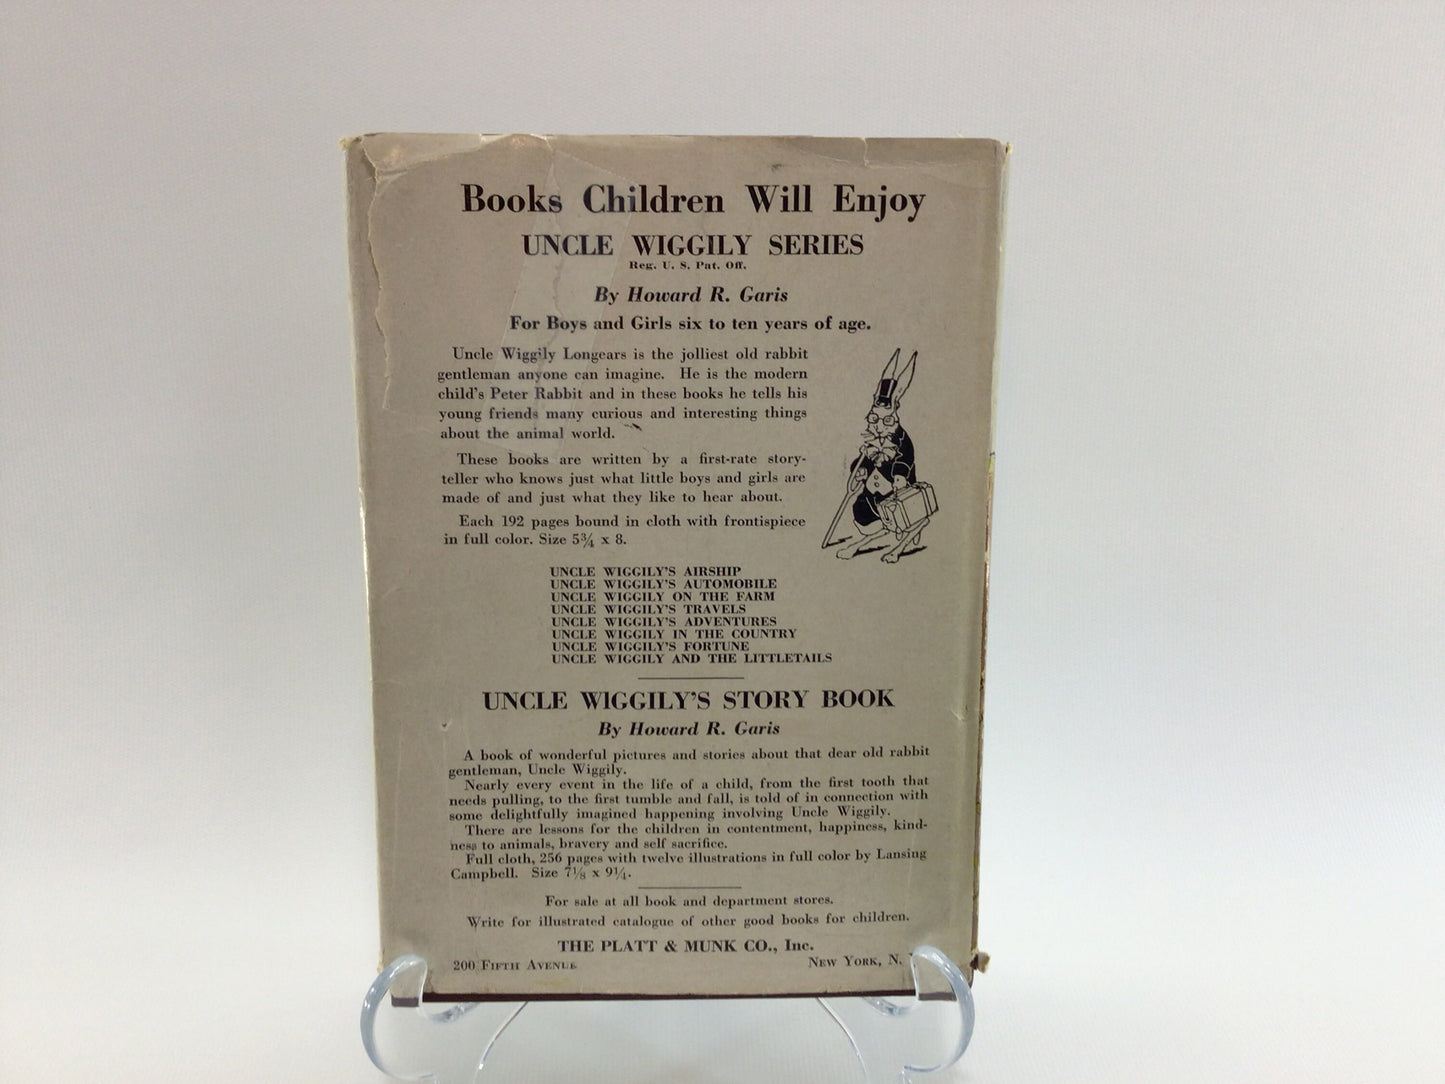 Books Children Will Enjoy
UNCLE WIGGILY SERIES
Reg. U. S. Pat. Off.
By Howard R. Garis
For Boys and Girls six to ten years of age.
Uncle Wiggily Longears is the jolliest old rabbit
gentleman anyone can imagine. He is the modern
child's Peter Rabbit and in these books he tells his
young friends many curious and interesting things
about the animal world.
These books are written by a first-rate story-
teller who knows just what little boys and girls are
made of and just what they like to hear about.
Each 192 pages bound in cloth with frontispiece
in full color. Size 5¾ x 8.
UNCLE WIGGILY'S AIRSHIP
UNCLE WIGGILY'S AUTOMOBILE
UNCLE WIGGILY ON THE FARM
UNCLE WIGGILY'S TRAVELS
UNCLE WIGGILY'S ADVENTURES
UNCLE WIGGILY IN THE COUNTRY
UNCLE WIGGILY'S FORTUNE
UNCLE WIGGILY AND THE LITTLETAILS
UNCLE WIGGILY'S STORY BOOK
By Howard R. Garis
A book of wonderful pictures and stories about that dear old rabbit
gentleman, Uncle Wiggily.
Nearly every event in the life of a child, from the first tooth that
needs pulling, to the first tumble and fall, is told of in connection with
some delightfully imagined happening involving Uncle Wiggily.
There are lessons for the children in contentment, happiness, kind-
ness to animals, bravery and self sacrifice.
Full cloth, 256 pages with twelve illustrations in full color by Lansing
Campbell. Size 7⅛ x 9¼.
For sale at all book and department stores.
Write for illustrated catalogue of other good books for children.
THE PLATT & MUNK CO., Inc.
200 FIFTH AVENUE NEW YORK, N.